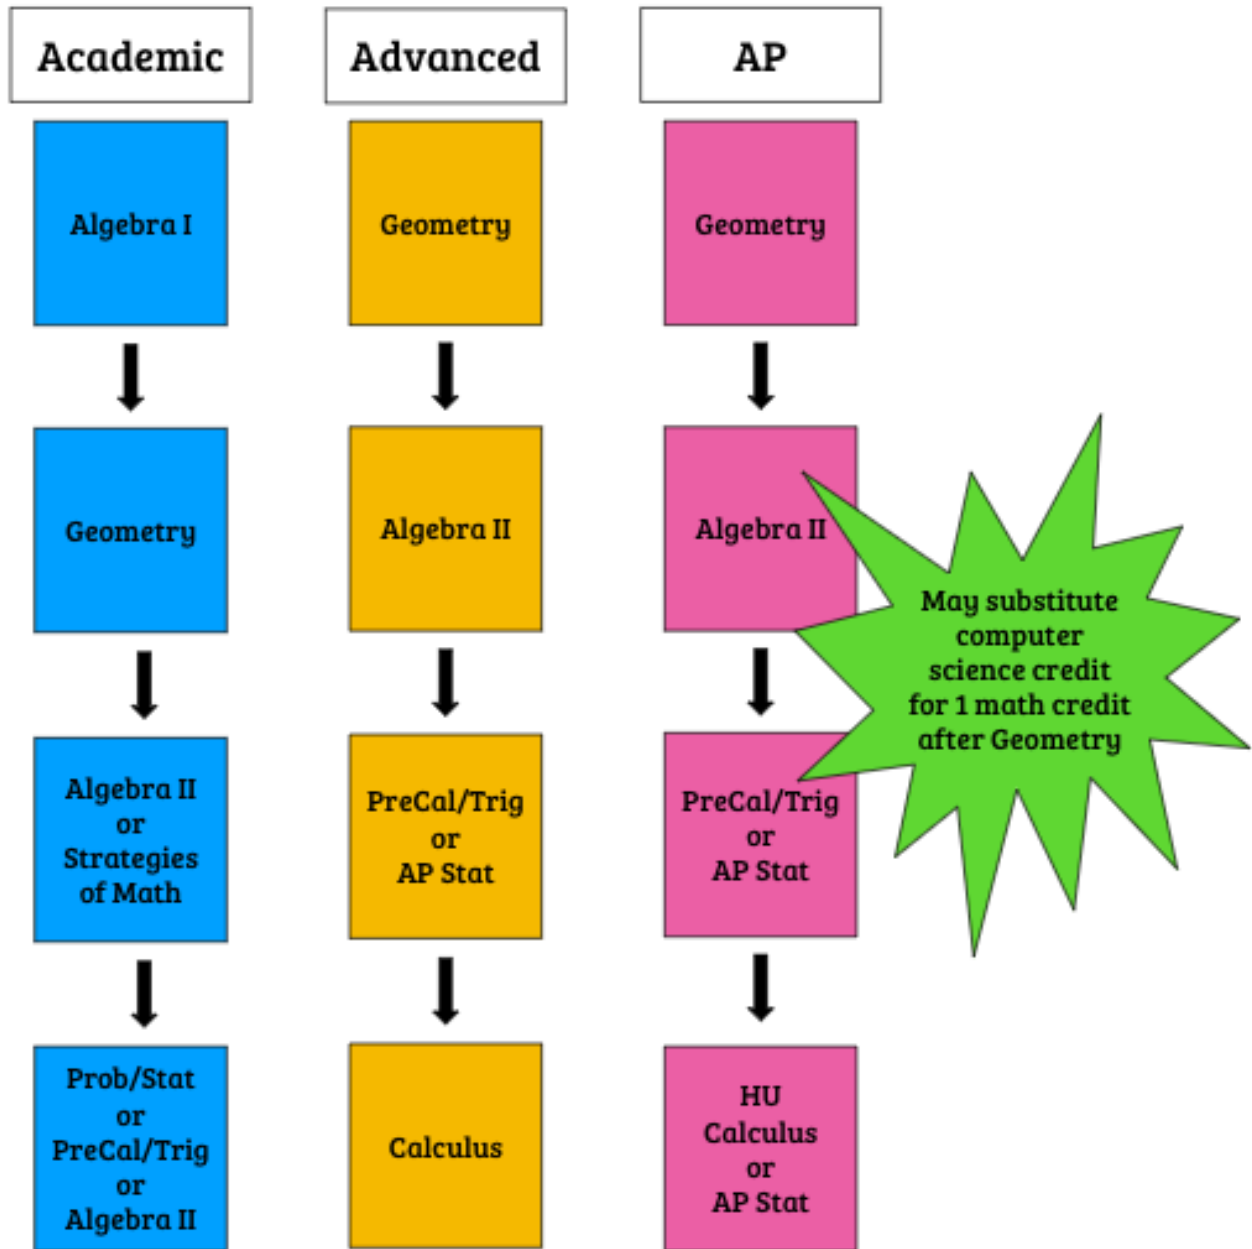 Academic
Advanced
AP
Algebra I
Geometry
Geometry
Geometry
Algebra II
Algebra II
May substitute
computer
science credit
for 1 math credit
after Geometry
Algebra II
or
Strategies
of Math
PreCal/Trig
or
AP Stat
PreCal/Trig
or
AP Stat
Prob/Stat
or
PreCal/Trig
or
Algebra II
Calculus
HU
Calculus
or
AP Stat